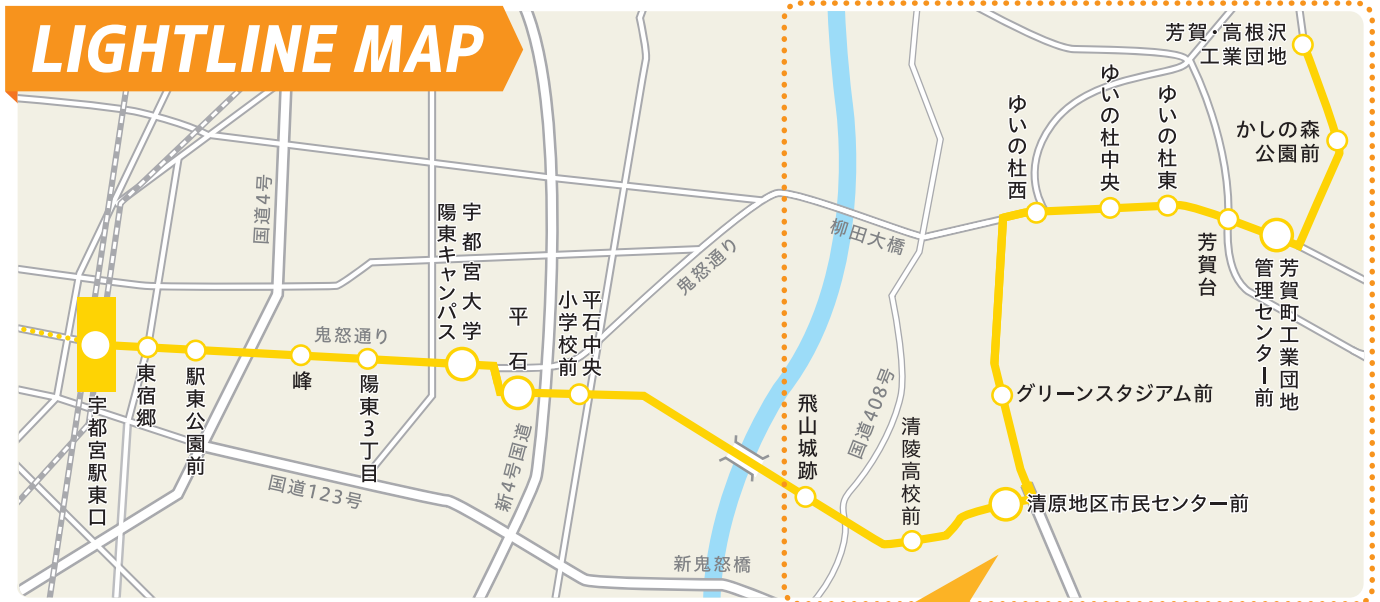 LIGHTLINE MAP
宇都宮駅東口
東宿郷
駅東公園前
峰
陽東3丁目
宇都宮大学
陽東キャンパス
平石
平石中央
小学校前
飛山城跡
清陵高校前
清原地区市民センター前
グリーンスタジアム前
ゆいの杜西
ゆいの杜中央
ゆいの杜東
芳賀台
芳賀町工業団地
管理センター前
かしの森
公園前
芳賀・高根沢
工業団地
国道4号
鬼怒通り
国道123号
新4号国道
鬼怒通り
柳田大橋
国道408号
新鬼怒橋